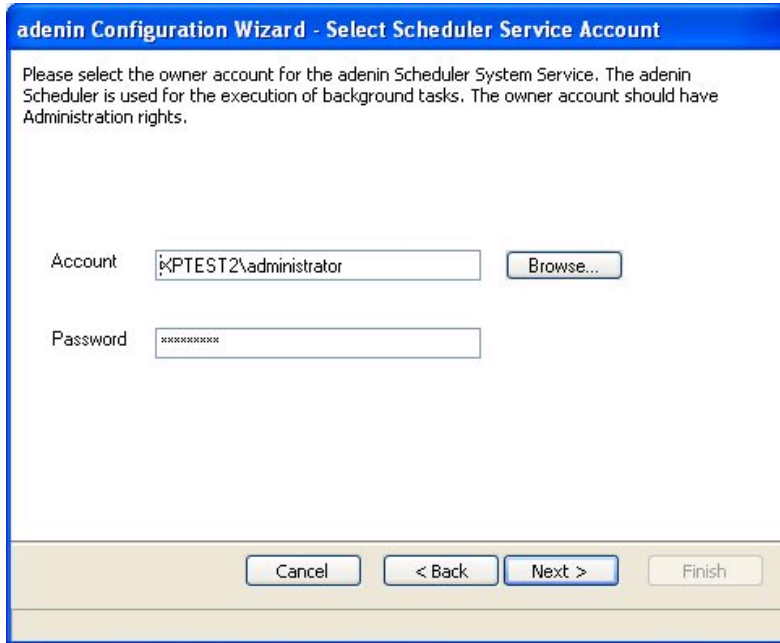 adenin Configuration Wizard - Select Scheduler Service Account
Please select the owner account for the adenin Scheduler System Service. The adenin
Scheduler is used for the execution of background tasks. The owner account should have
Administration rights.
Account
XPTEST2\administrator
Browse...
Password
*********
Cancel
< Back
Next >
Finish